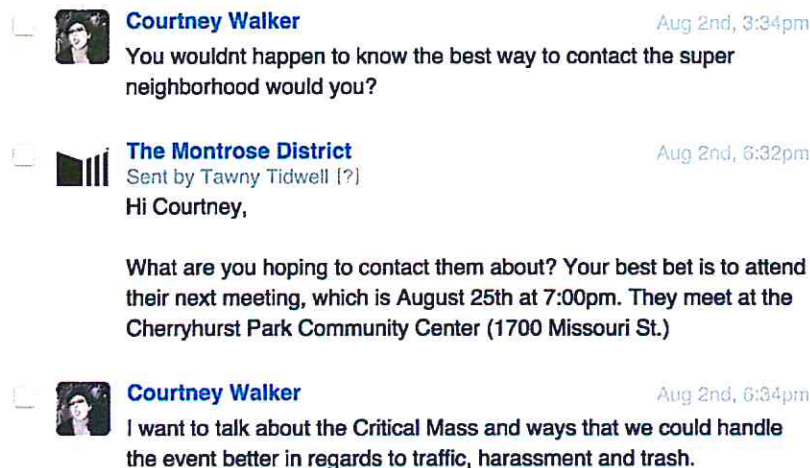 Courtney Walker Aug 2nd, 3:34pm
You wouldnt happen to know the best way to contact the super
neighborhood would you?
The Montrose District Aug 2nd, 6:32pm
Sent by Tawny Tidwell [?]
Hi Courtney,
What are you hoping to contact them about? Your best bet is to attend
their next meeting, which is August 25th at 7:00pm. They meet at the
Cherryhurst Park Community Center (1700 Missouri St.)
Courtney Walker Aug 2nd, 6:34pm
I want to talk about the Critical Mass and ways that we could handle
the event better in regards to traffic, harassment and trash.